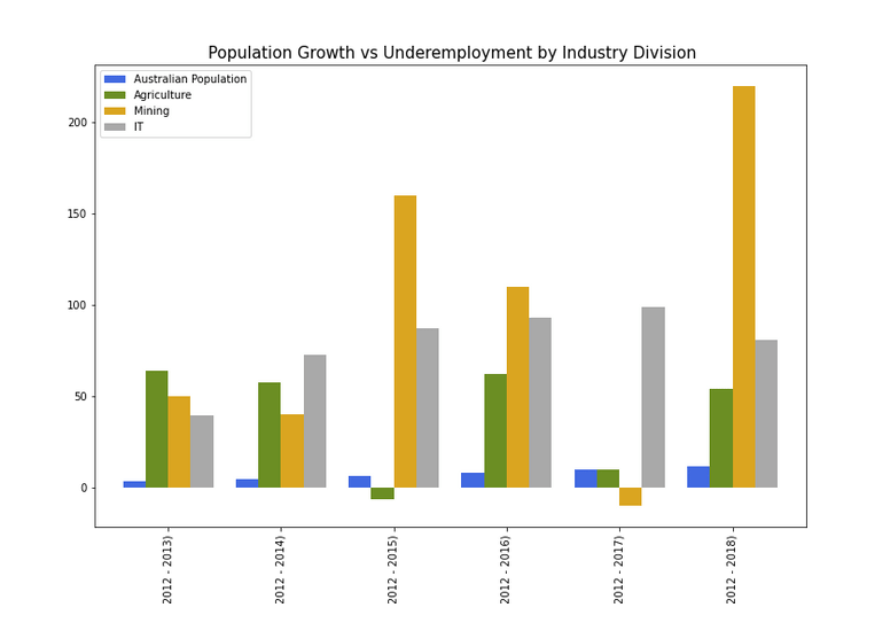 Population Growth vs Underemployment by Industry Division
Australian Population
Agriculture
Mining
IT
200
150
100
50
0
2012 - 2013)
2012 - 2014)
2012 - 2015)
2012 - 2016)
2012 - 2017)
2012 - 2018)